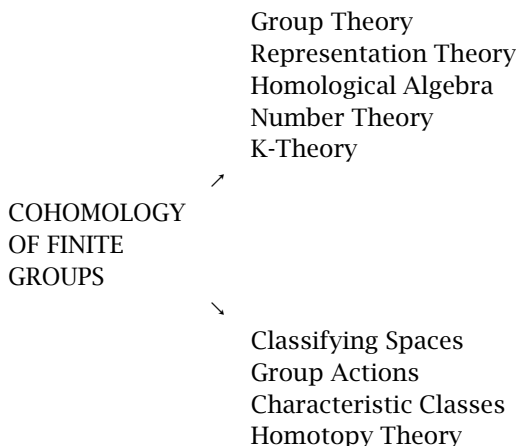 Group Theory
Representation Theory
Homological Algebra
Number Theory
K-Theory
↗
COHOMOLOGY
OF FINITE
GROUPS
↘
Classifying Spaces
Group Actions
Characteristic Classes
Homotopy Theory